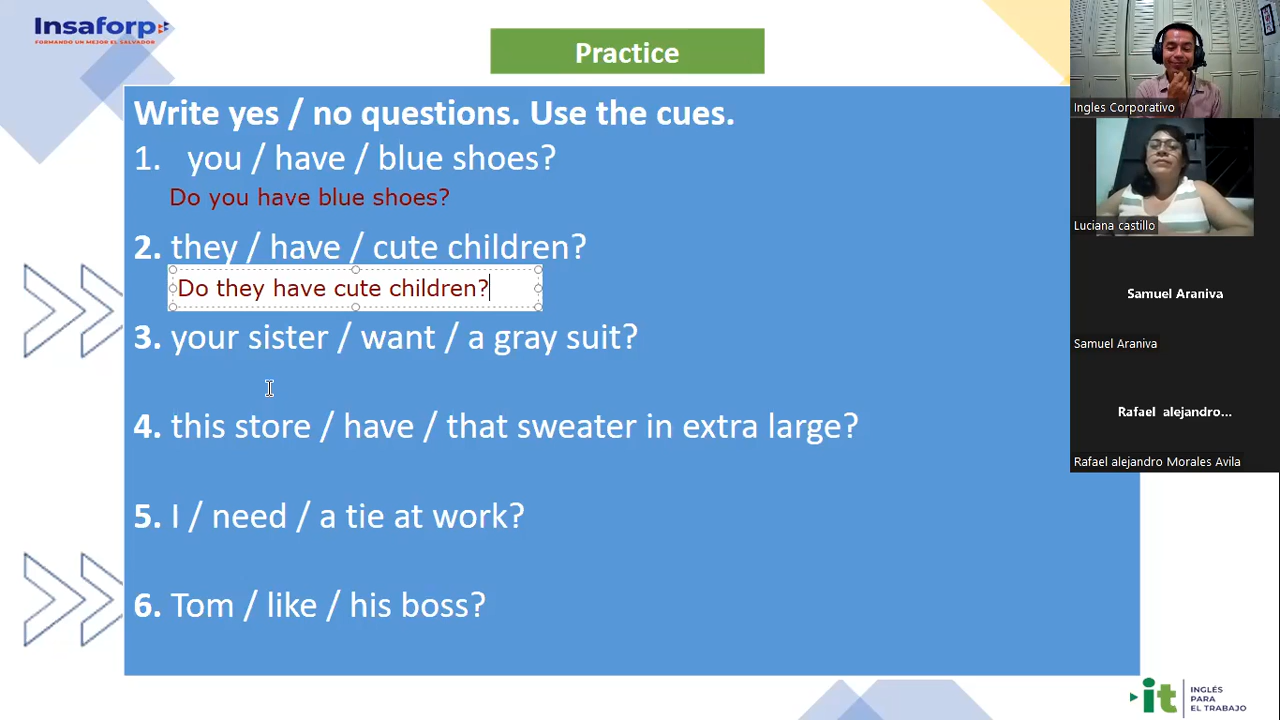 Insaforp
FORMANDO UN MEJOR EL SALVADOR
Practice
Write yes / no questions. Use the cues.
1. you / have / blue shoes?
Do you have blue shoes?
2. they / have / cute children?
Do they have cute children?
3. your sister / want / a gray suit?
4. this store / have / that sweater in extra large?
5. I / need / a tie at work?
6. Tom / like / his boss?
Ingles Corporativo
Luciana castillo
Samuel Araniva
Samuel Araniva
Rafael alejandro...
Rafael alejandro Morales Avila
it
INGLÉS
PARA
EL TRABAJO